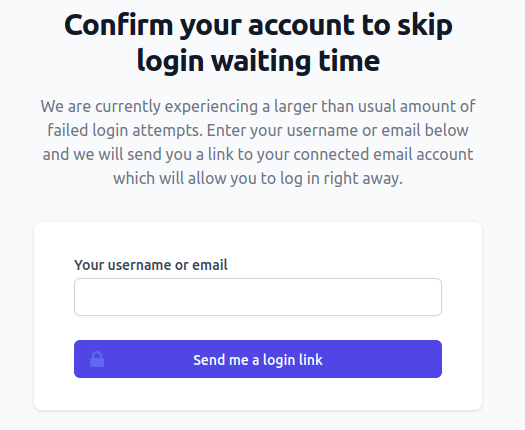 Confirm your account to skip
login waiting time
We are currently experiencing a larger than usual amount of
failed login attempts. Enter your username or email below
and we will send you a link to your connected email account
which will allow you to log in right away.
Your username or email
Send me a login link